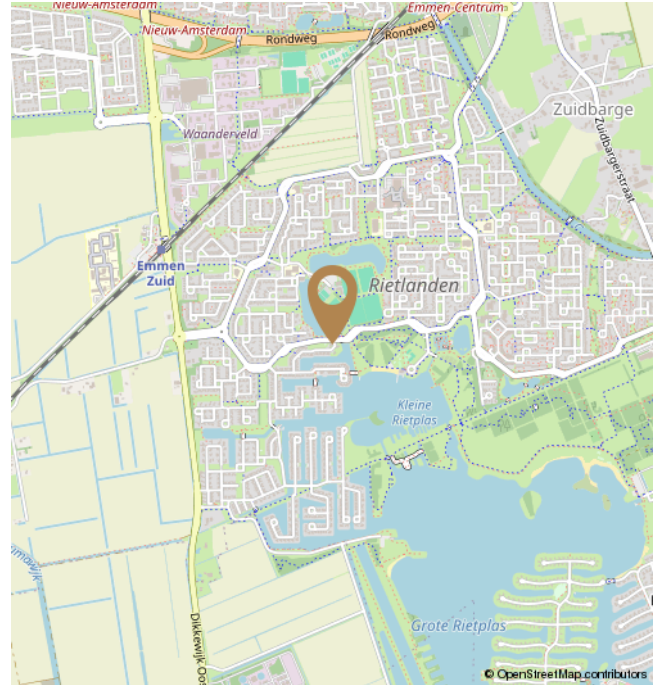 Nieuw-Amsterdam
Emmen-Centrum
Nieuw-Amsterdam
Rondweg
Rondweg
Zuidbarge
Waanderveld
Zuidbargerstraat
Emmen
Zuid
Rietlanden
Kleine
Rietplas
Dikkewijk Oos
Grote Rietplas
© OpenStreetMap contributors